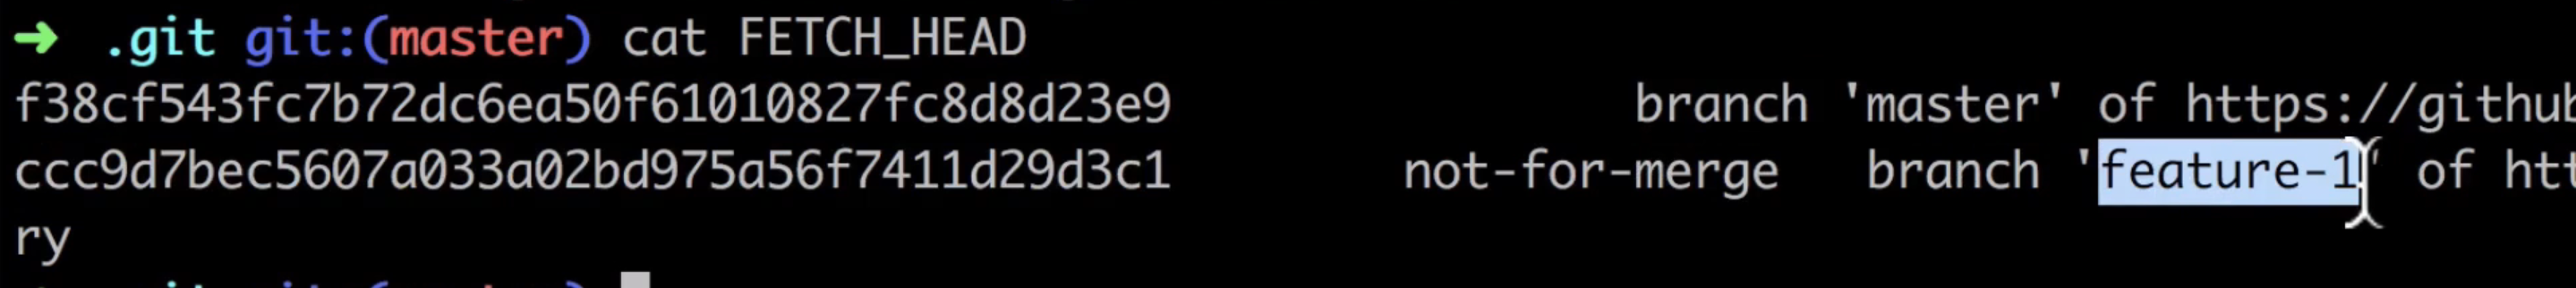 ➜ .git git:(master) cat FETCH_HEAD
f38cf543fc7b72dc6ea50f61010827fc8d8d23e9 branch 'master' of https://github
ccc9d7bec5607a033a02bd975a56f7411d29d3c1 not-for-merge branch 'feature-1' of htt
ry